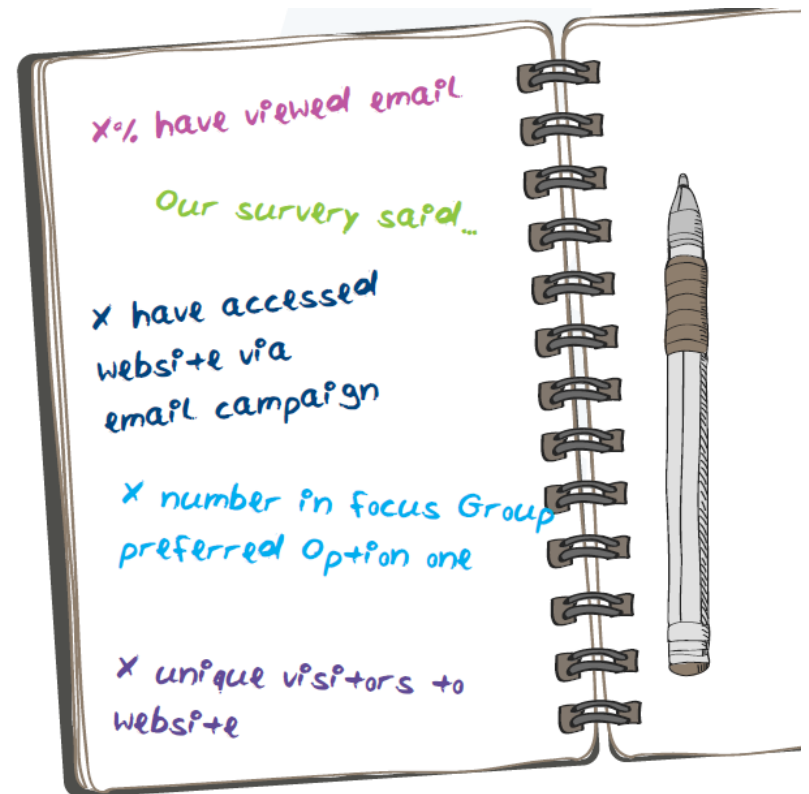 X% have viewed email
Our survery said...
X have accessed
website via
email campaign
X number in focus Group
preferred Option one
X unique visitors to
website